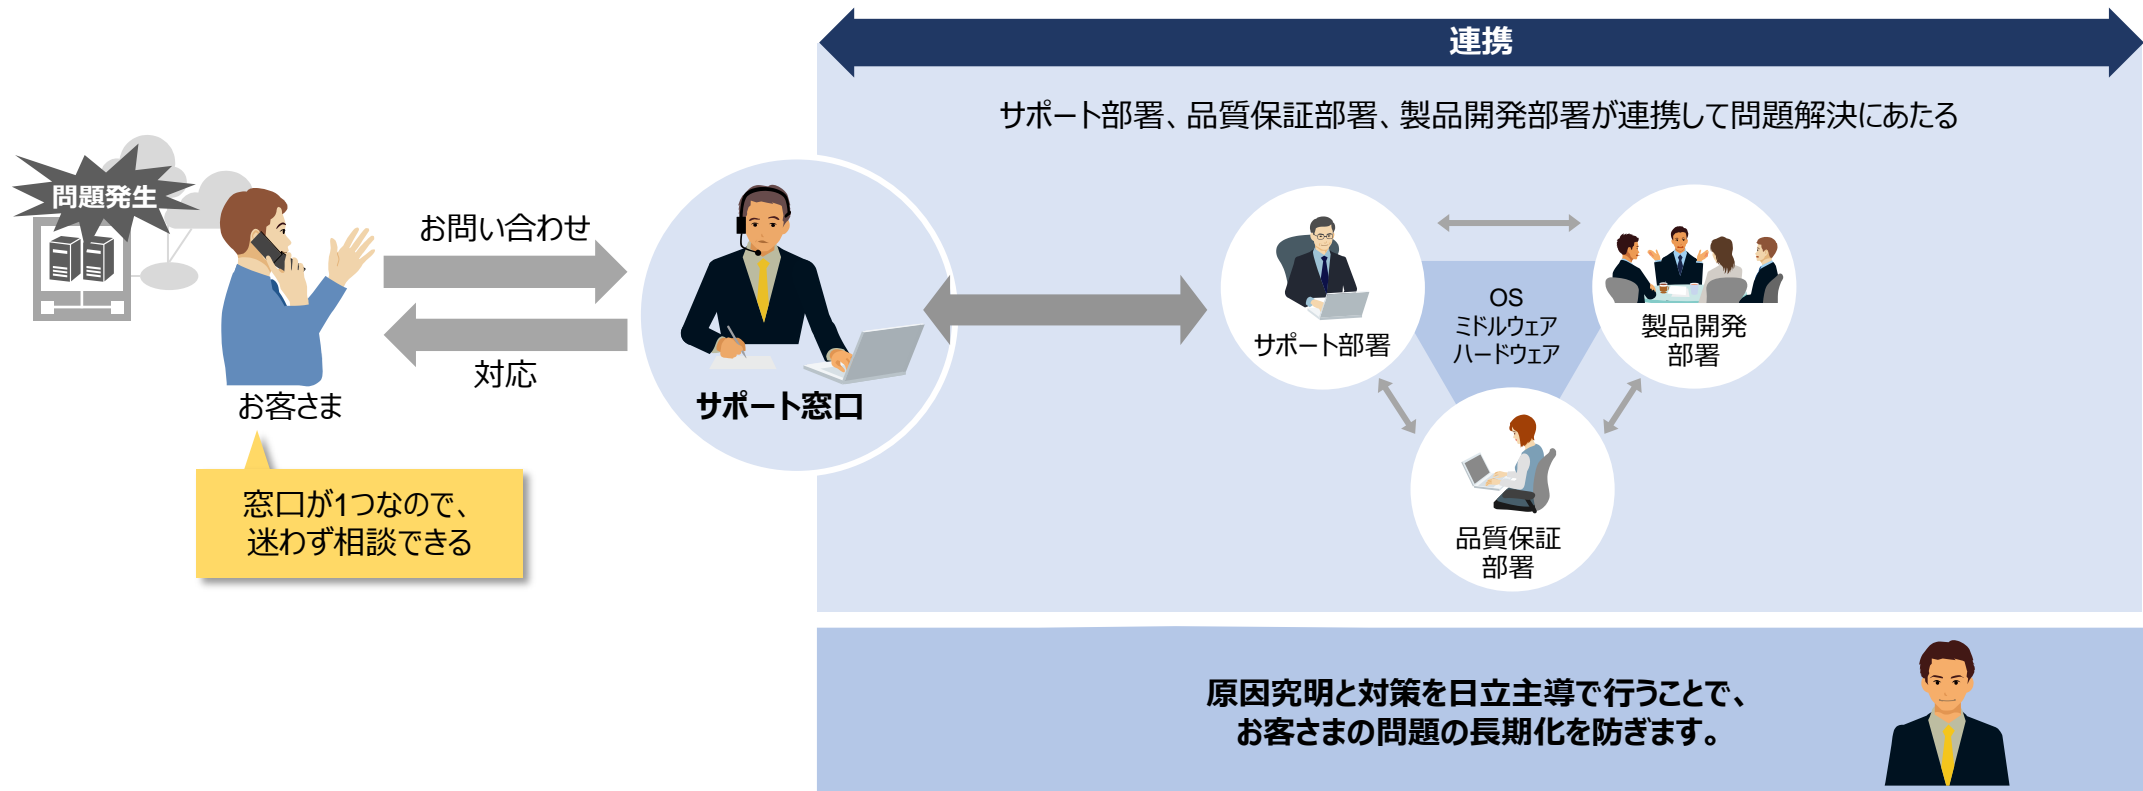 連携
サポート部署、品質保証部署、製品開発部署が連携して問題解決にあたる
問題発生
お問い合わせ
対応
お客さま
窓口が1つなので、
迷わず相談できる
サポート窓口
サポート部署
OS
ミドルウェア
ハードウェア
製品開発
部署
品質保証
部署
原因究明と対策を日立主導で行うことで、
お客さまの問題の長期化を防ぎます。